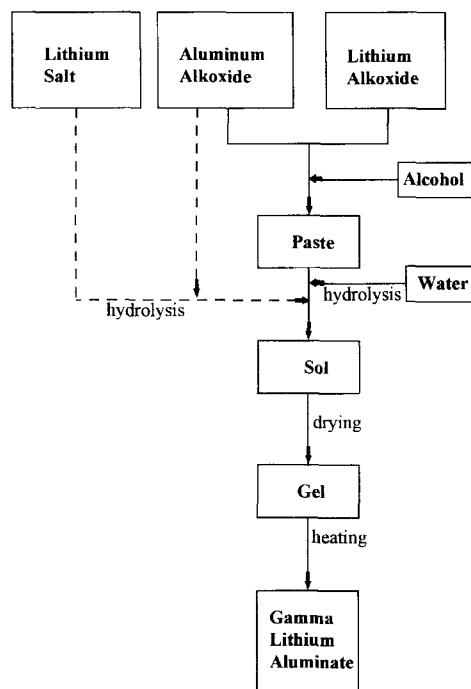 Lithium
Salt
Aluminum
Alkoxide
Lithium
Alkoxide
Alcohol
Paste
Water
hydrolysis
hydrolysis
Sol
drying
Gel
heating
Gamma
Lithium
Aluminate